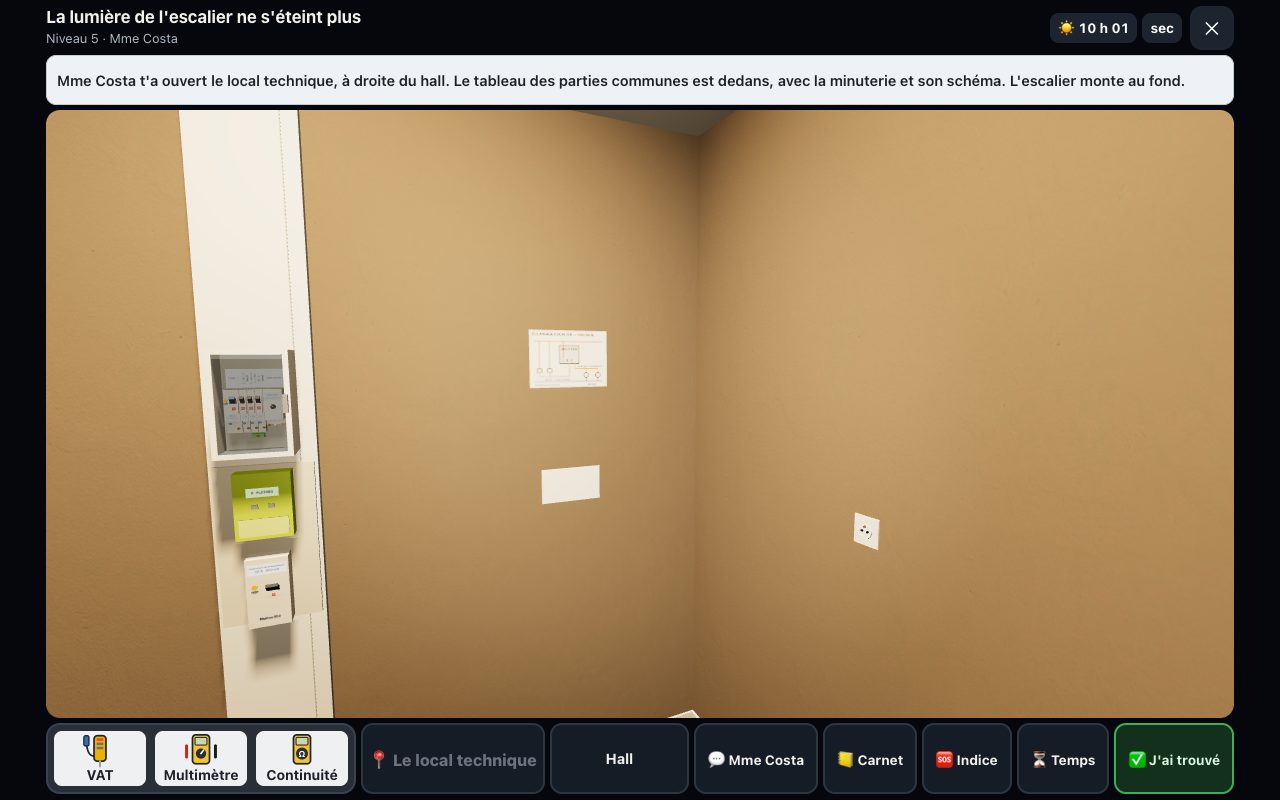 La lumière de l'escalier ne s'éteint plus
Niveau 5 · Mme Costa
10 h 01
sec
Mme Costa t'a ouvert le local technique, à droite du hall. Le tableau des parties communes est dedans, avec la minuterie et son schéma. L'escalier monte au fond.
VAT
Multimètre
Continuité
Le local technique
Hall
Mme Costa
Carnet
SOS
Indice
Temps
J'ai trouvé